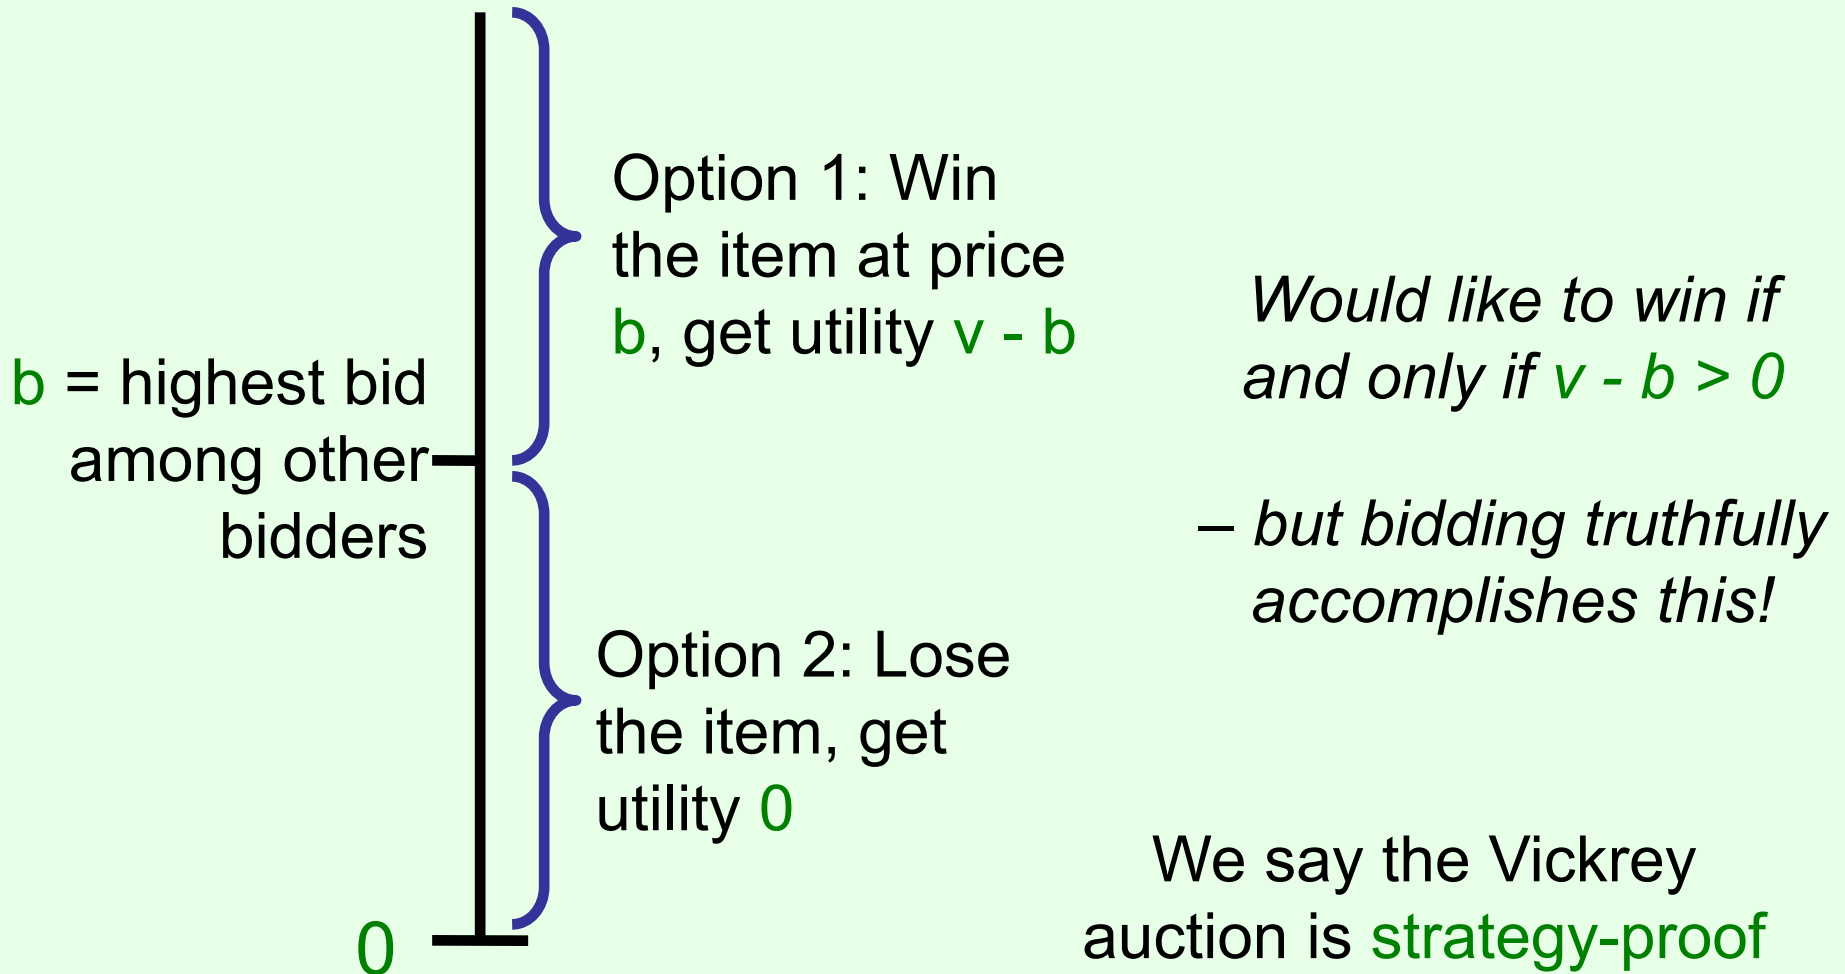 b = highest bid
among other
bidders
0
Option 1: Win
the item at price
b, get utility v - b
Option 2: Lose
the item, get
utility 0
Would like to win if
and only if v - b > 0
– but bidding truthfully
accomplishes this!
We say the Vickrey
auction is strategy-proof